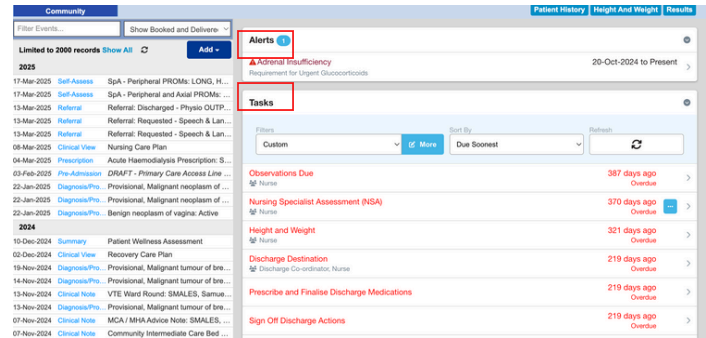 Community
Patient History Height And Weight Results
Filter Events...
Show Booked and Delivere
Limited to 2000 records Show All
Add
2025
17-Mar-2025 Self-Assess SpA - Peripheral PROMs: LONG, H...
17-Mar-2025 Self-Assess SpA - Peripheral and Axial PROMs: ...
13-Mar-2025 Referral Referral: Discharged - Physio OUTP...
13-Mar-2025 Referral Referral: Requested - Speech & Lan...
13-Mar-2025 Referral Referral: Requested - Speech & Lan...
08-Mar-2025 Clinical View Nursing Care Plan
04-Mar-2025 Prescription Acute Haemodialysis Prescription: S...
03-Feb-2025 Pre-Admission DRAFT - Primary Care Access Line ...
22-Jan-2025 Diagnosis/Pro... Provisional, Malignant neoplasm of ...
22-Jan-2025 Diagnosis/Pro... Provisional, Malignant neoplasm of ...
22-Jan-2025 Diagnosis/Pro... Benign neoplasm of vagina: Active
2024
10-Dec-2024 Summary Patient Wellness Assessment
02-Dec-2024 Clinical View Recovery Care Plan
19-Nov-2024 Diagnosis/Pro... Provisional, Malignant tumour of bre...
14-Nov-2024 Diagnosis/Pro... Provisional, Malignant tumour of bre...
13-Nov-2024 Clinical Note VTE Ward Round: SMALES, Samue...
13-Nov-2024 Diagnosis/Pro... Provisional, Malignant tumour of bre...
07-Nov-2024 Clinical Note MCA / MHA Advice Note: SMALES, ...
07-Nov-2024 Clinical Note Community Intermediate Care Bed ...
Alerts 1
Adrenal Insufficiency 20-Oct-2024 to Present
Requirement for Urgent Glucocorticoids
Tasks
Filters Sort By Refresh
Custom More Due Soonest
Observations Due 387 days ago
Nurse Overdue
Nursing Specialist Assessment (NSA) 370 days ago
Nurse Overdue
Height and Weight 321 days ago
Nurse Overdue
Discharge Destination 219 days ago
Discharge Co-ordinator, Nurse Overdue
Prescribe and Finalise Discharge Medications 219 days ago
Overdue
Sign Off Discharge Actions 219 days ago
Overdue